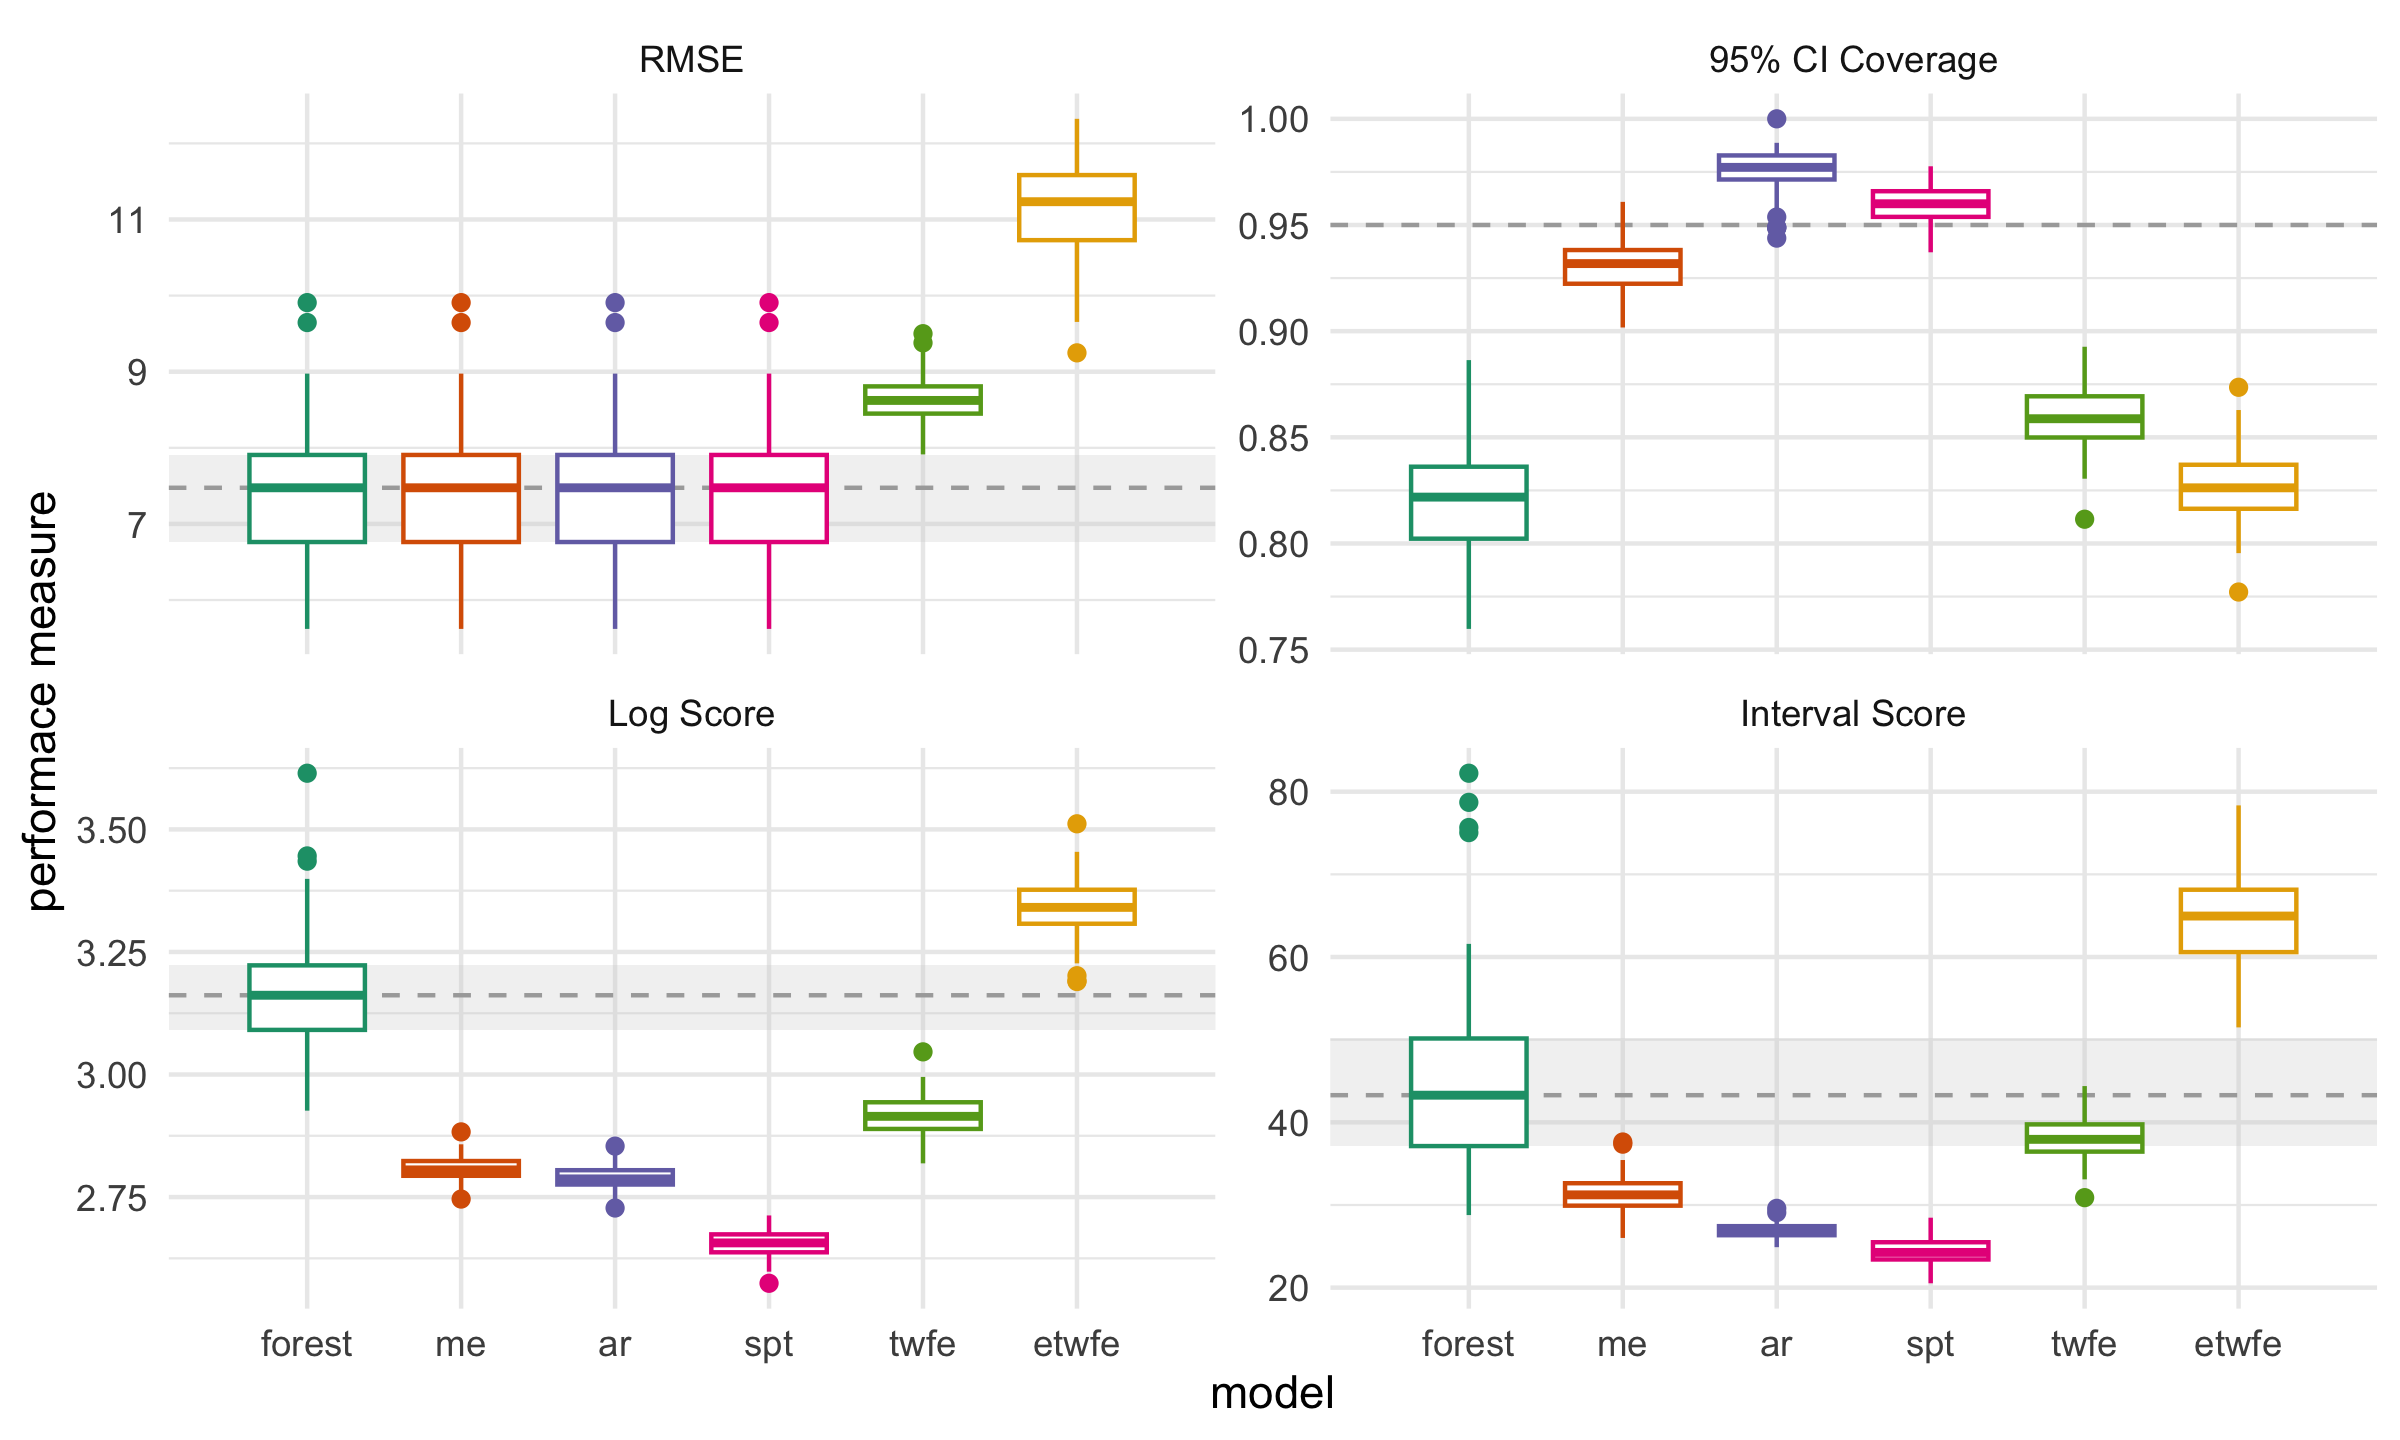 RMSE
95% CI Coverage
11
9
7
1.00
0.95
0.90
0.85
0.80
0.75
performace measure
Log Score
Interval Score
3.50
3.25
3.00
2.75
80
60
40
20
forest me ar spt twfe etwfe
forest me ar spt twfe etwfe
model